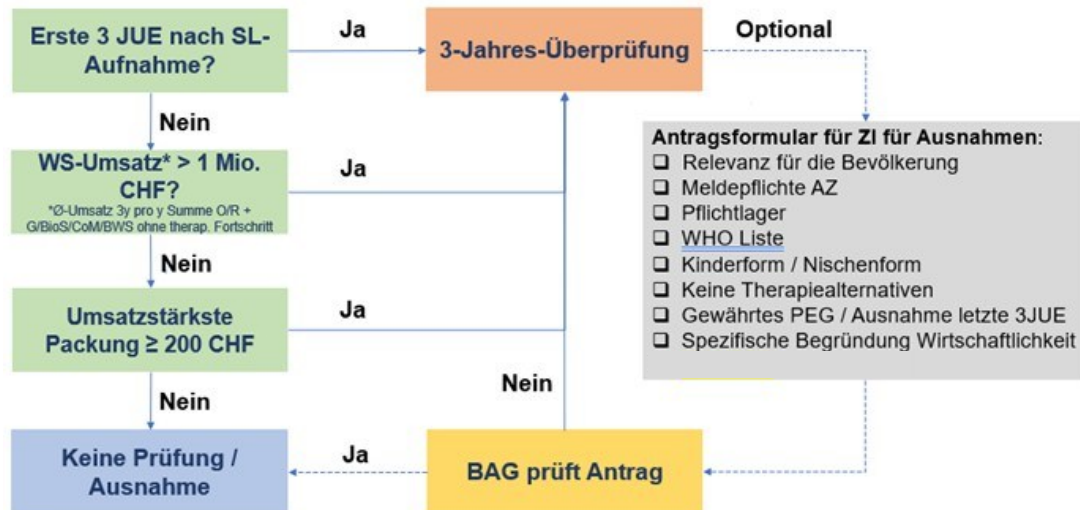 Erste 3 JUE nach SL-
Aufnahme?
Ja
3-Jahres-Überprüfung
Optional
Nein
WS-Umsatz* > 1 Mio.
CHF?
*Ø-Umsatz 3y pro y Summe O/R +
G/BioS/CoM/BWS ohne therap. Fortschritt
Ja
Antragsformular für ZI für Ausnahmen:
Relevanz für die Bevölkerung
Meldepflichte AZ
Pflichtlager
WHO Liste
Kinderform / Nischenform
Keine Therapiealternativen
Gewährtes PEG / Ausnahme letzte 3JUE
Spezifische Begründung Wirtschaftlichkeit
Nein
Umsatzstärkste
Packung ≥ 200 CHF
Ja
Nein
Nein
Keine Prüfung /
Ausnahme
Ja
BAG prüft Antrag